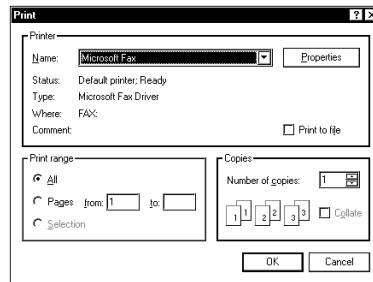 Print
Printer
Name: Microsoft Fax Properties
Status: Default printer; Ready
Type: Microsoft Fax Driver
Where: FAX:
Comment: Print to file
Print range
All
Pages from: 1 to:
Selection
Copies
Number of copies: 1
1 1 2 2 3 3 Collate
OK Cancel